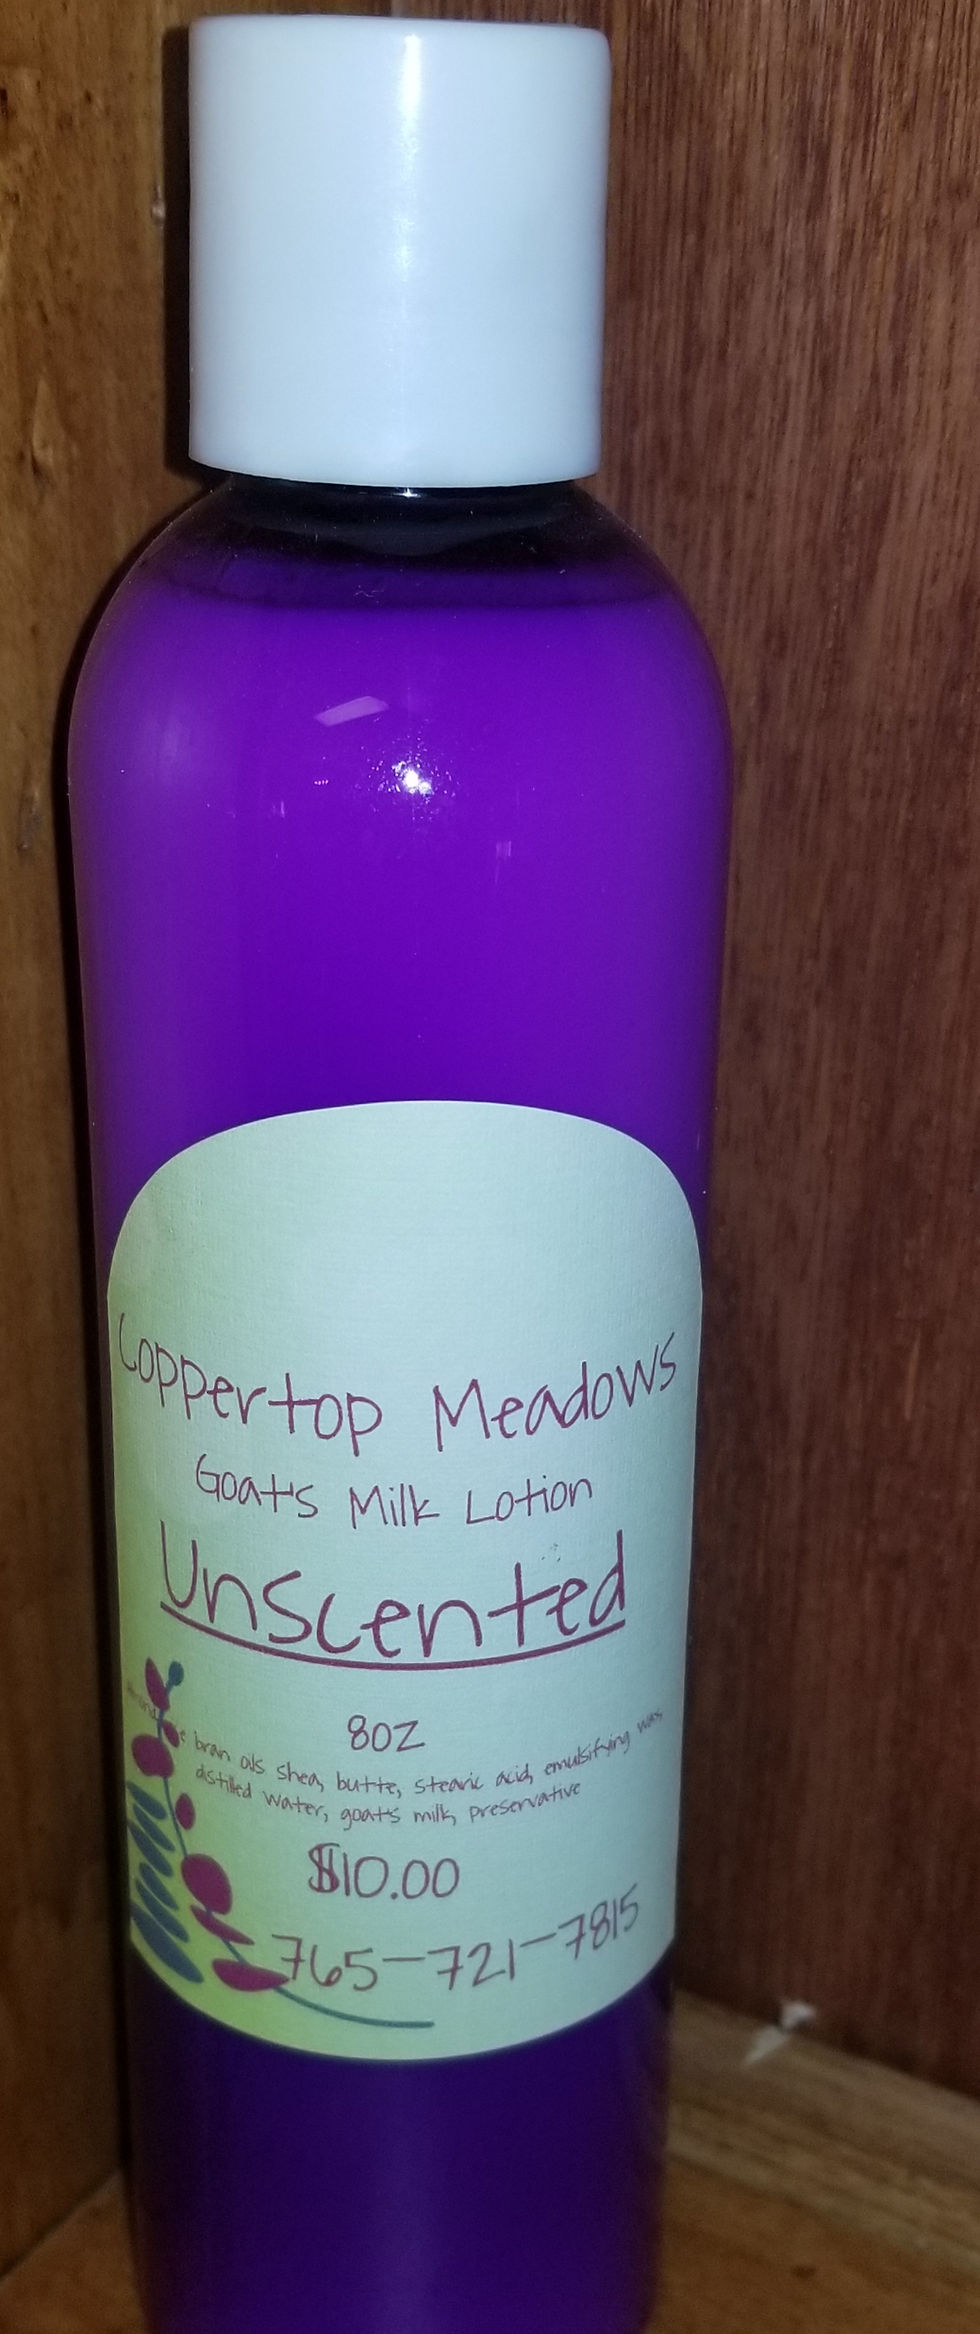 Coppertop Meadows
Goat's Milk Lotion
Unscented
8oz
bran oils shea, butte, stearic acid, emulsifying wax,
distilled water, goat's milk, preservative
$10.00
765-721-7815